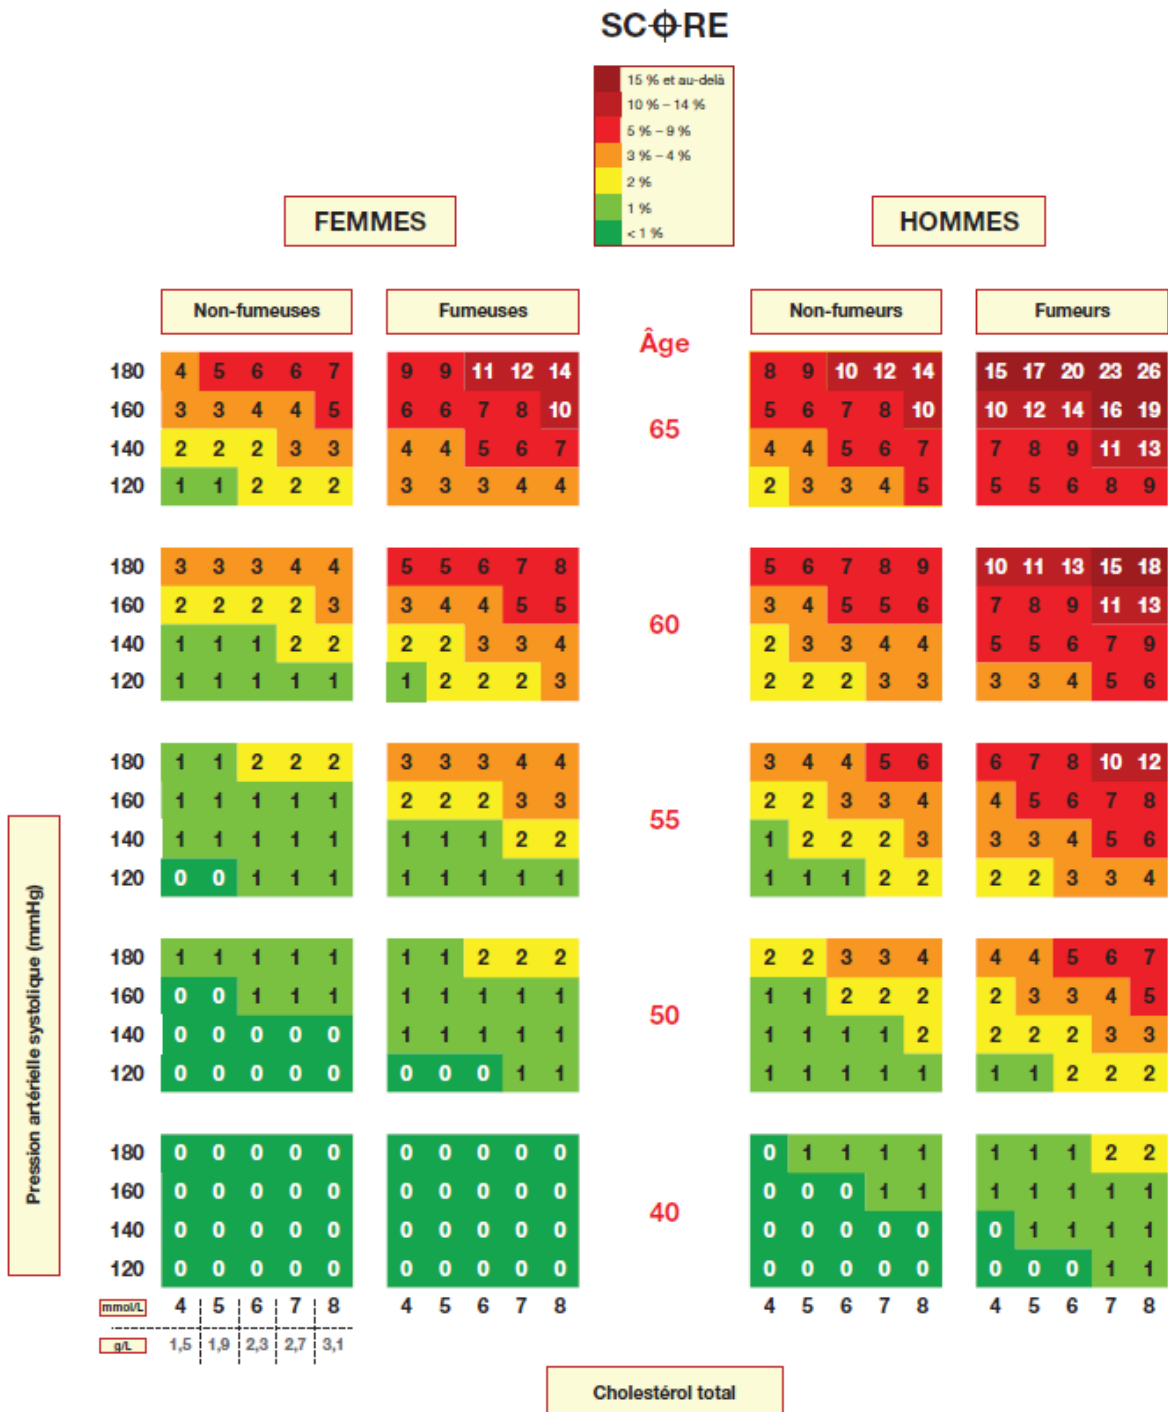 SCORE
15 % et au-delà
10 % – 14 %
5 % – 9 %
3 % – 4 %
2 %
1 %
< 1 %
FEMMES HOMMES
Non-fumeuses Fumeuses Non-fumeurs Fumeurs
Âge
180 4 5 6 6 7 9 9 11 12 14 8 9 10 12 14 15 17 20 23 26
160 3 3 4 4 5 6 6 7 8 10 5 6 7 8 10 10 12 14 16 19
65
140 2 2 2 3 3 4 4 5 6 7 4 4 5 6 7 7 8 9 11 13
120 1 1 2 2 2 3 3 3 4 4 2 3 3 4 5 5 5 6 8 9
180 3 3 3 4 4 5 5 6 7 8 5 6 7 8 9 10 11 13 15 18
160 2 2 2 2 3 3 4 4 5 5 3 4 5 5 6 7 8 9 11 13
60
140 1 1 1 2 2 2 2 3 3 4 2 3 3 4 4 5 5 6 7 9
120 1 1 1 1 1 1 2 2 2 3 2 2 2 3 3 3 3 4 5 6
180 1 1 2 2 2 3 3 3 4 4 3 4 4 5 6 6 7 8 10 12
160 1 1 1 1 1 2 2 2 3 3 2 2 3 3 4 4 5 6 7 8
55
140 1 1 1 1 1 1 1 1 2 2 1 2 2 2 3 3 3 4 5 6
120 0 0 1 1 1 1 1 1 1 1 1 1 1 2 2 2 2 3 3 4
180 1 1 1 1 1 1 1 2 2 2 2 2 3 3 4 4 4 5 6 7
160 0 0 1 1 1 1 1 1 1 1 1 1 2 2 2 2 3 3 4 5
50
140 0 0 0 0 0 1 1 1 1 1 1 1 1 1 2 2 2 2 3 3
120 0 0 0 0 0 0 0 0 1 1 1 1 1 1 1 1 1 2 2 2
180 0 0 0 0 0 0 0 0 0 0 0 1 1 1 1 1 1 1 2 2
160 0 0 0 0 0 0 0 0 0 0 0 0 0 1 1 1 1 1 1 1
40
140 0 0 0 0 0 0 0 0 0 0 0 0 0 0 0 0 1 1 1 1
120 0 0 0 0 0 0 0 0 0 0 0 0 0 0 0 0 0 0 1 1
mmol/L 4 5 6 7 8 4 5 6 7 8 4 5 6 7 8 4 5 6 7 8
g/L 1,5 1,9 2,3 2,7 3,1
Pression artérielle systolique (mmHg)
Cholestérol total